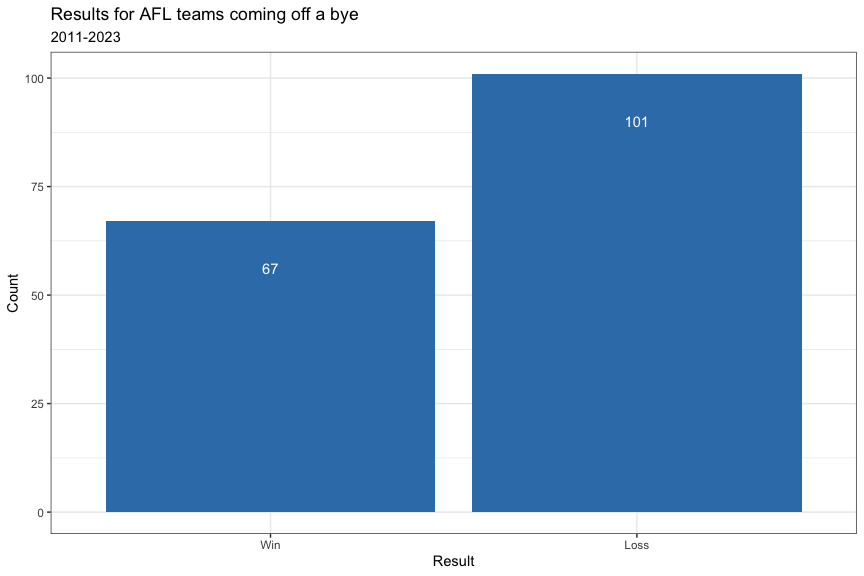 Results for AFL teams coming off a bye
2011-2023
100
75
50
25
0
Count
67
101
Win
Loss
Result